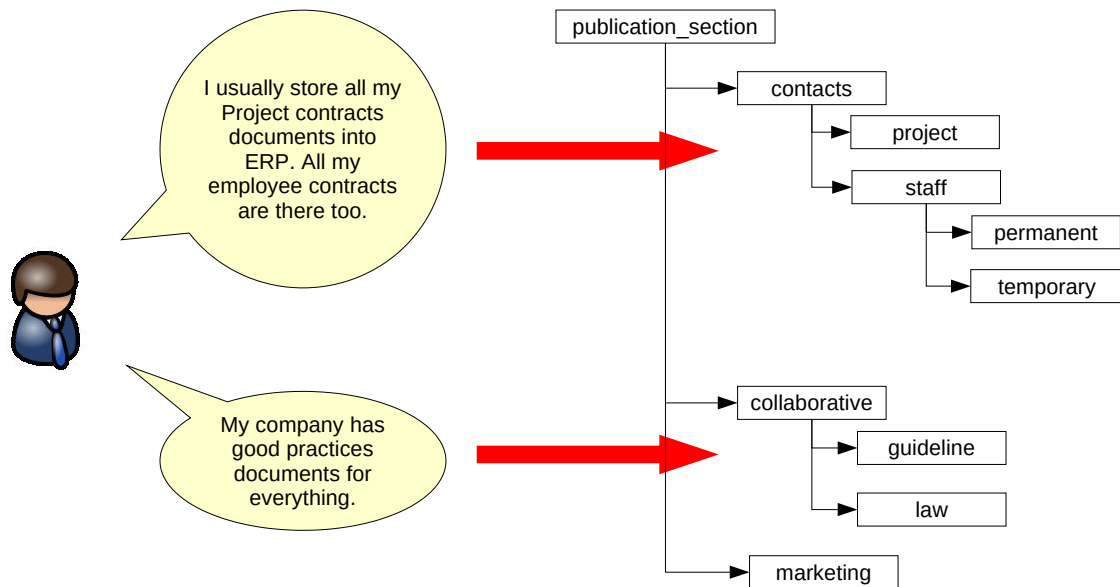 publication_section
I usually store all my
Project contracts
documents into
ERP. All my
employee contracts
are there too.
contacts
project
staff
permanent
temporary
My company has
good practices
documents for
everything.
collaborative
guideline
law
marketing